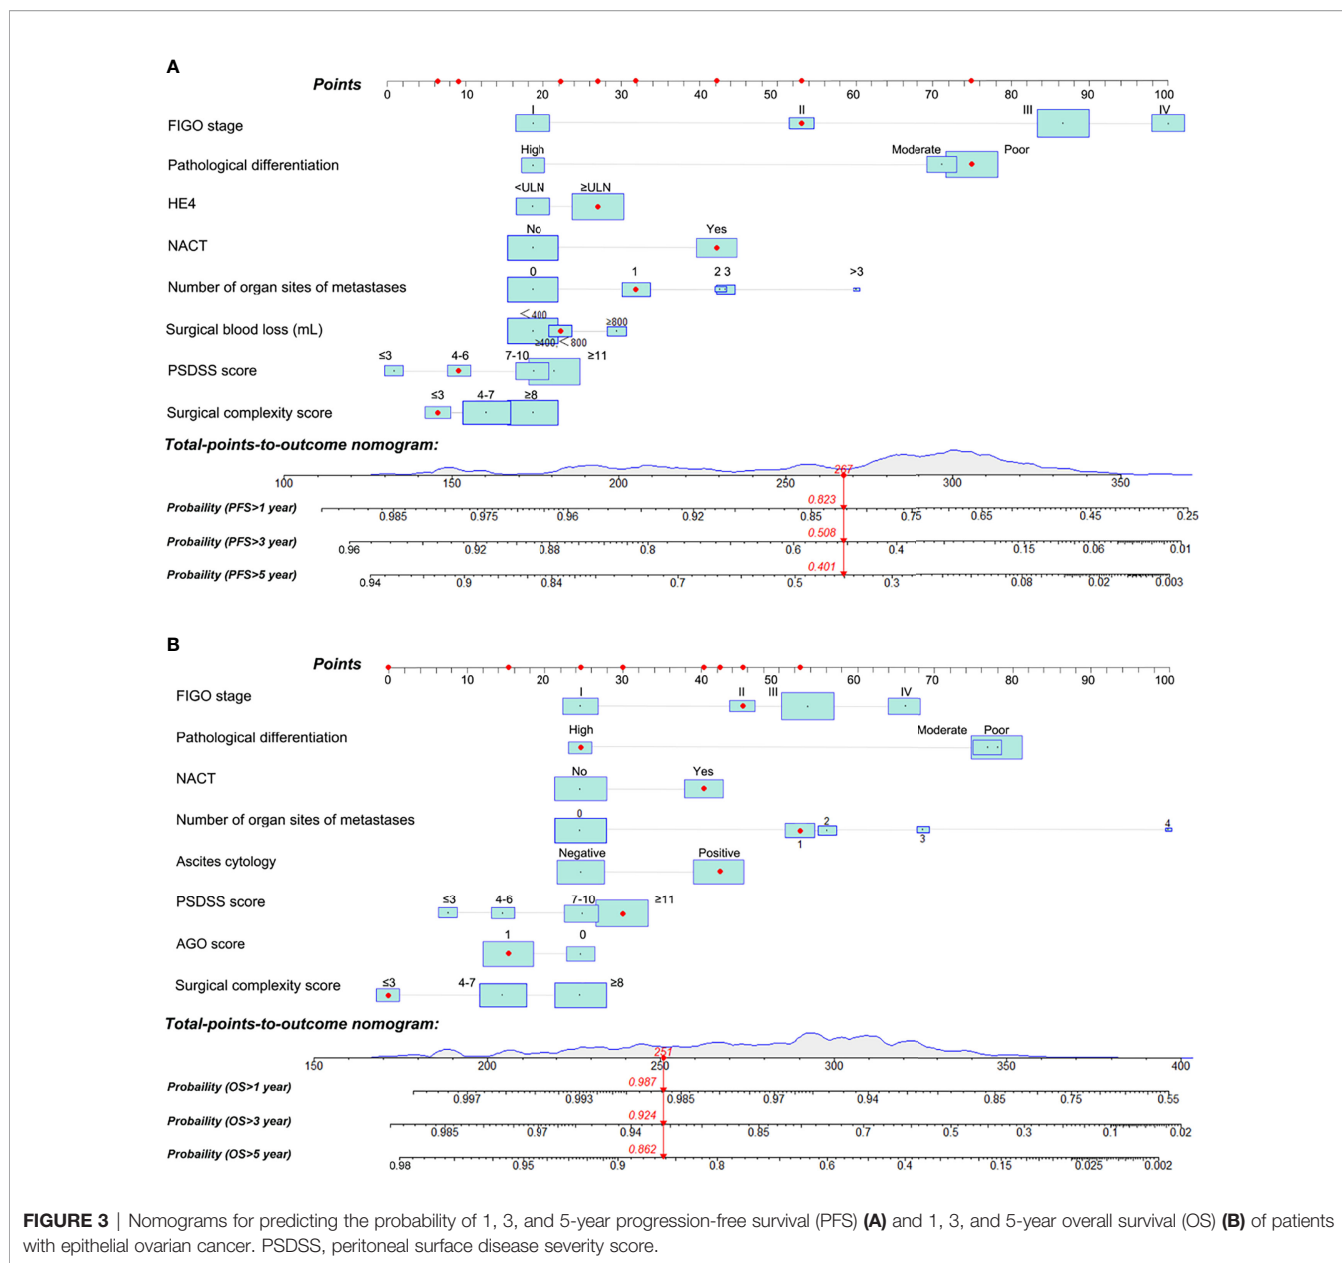 A
Points
0 10 20 30 40 50 60 70 80 90 100
I II III IV
FIGO stage
High Moderate Poor
Pathological differentiation
<ULN ≥ULN
HE4
No Yes
NACT
0 1 2 3 >3
Number of organ sites of metastases
<400 ≥800
Surgical blood loss (mL)
≥400,<800
≤3 4-6 7-10 ≥11
PSDSS score
≤3 4-7 ≥8
Surgical complexity score
Total-points-to-outcome nomogram:
267
100 150 200 250 300 350
0.823
Probaility (PFS>1 year)
0.985 0.975 0.96 0.92 0.85 0.75 0.65 0.45 0.25
0.508
Probaility (PFS>3 year)
0.96 0.92 0.88 0.8 0.6 0.4 0.15 0.06 0.01
0.401
Probaility (PFS>5 year)
0.94 0.9 0.84 0.7 0.5 0.3 0.08 0.02 0.003
B
Points
0 10 20 30 40 50 60 70 80 90 100
I II III IV
FIGO stage
High Moderate Poor
Pathological differentiation
No Yes
NACT
0 1 2 3 4
Number of organ sites of metastases
Negative Positive
Ascites cytology
≤3 4-6 7-10 ≥11
PSDSS score
1 0
AGO score
≤3 4-7 ≥8
Surgical complexity score
Total-points-to-outcome nomogram:
251
150 200 250 300 350 400
0.987
Probaility (OS>1 year)
0.997 0.993 0.985 0.97 0.94 0.85 0.75 0.55
0.924
Probaility (OS>3 year)
0.985 0.97 0.94 0.85 0.7 0.5 0.3 0.1 0.02
0.862
Probaility (OS>5 year)
0.98 0.95 0.9 0.8 0.6 0.4 0.15 0.025 0.002
FIGURE 3 | Nomograms for predicting the probability of 1, 3, and 5-year progression-free survival (PFS) (A) and 1, 3, and 5-year overall survival (OS) (B) of patients
with epithelial ovarian cancer. PSDSS, peritoneal surface disease severity score.